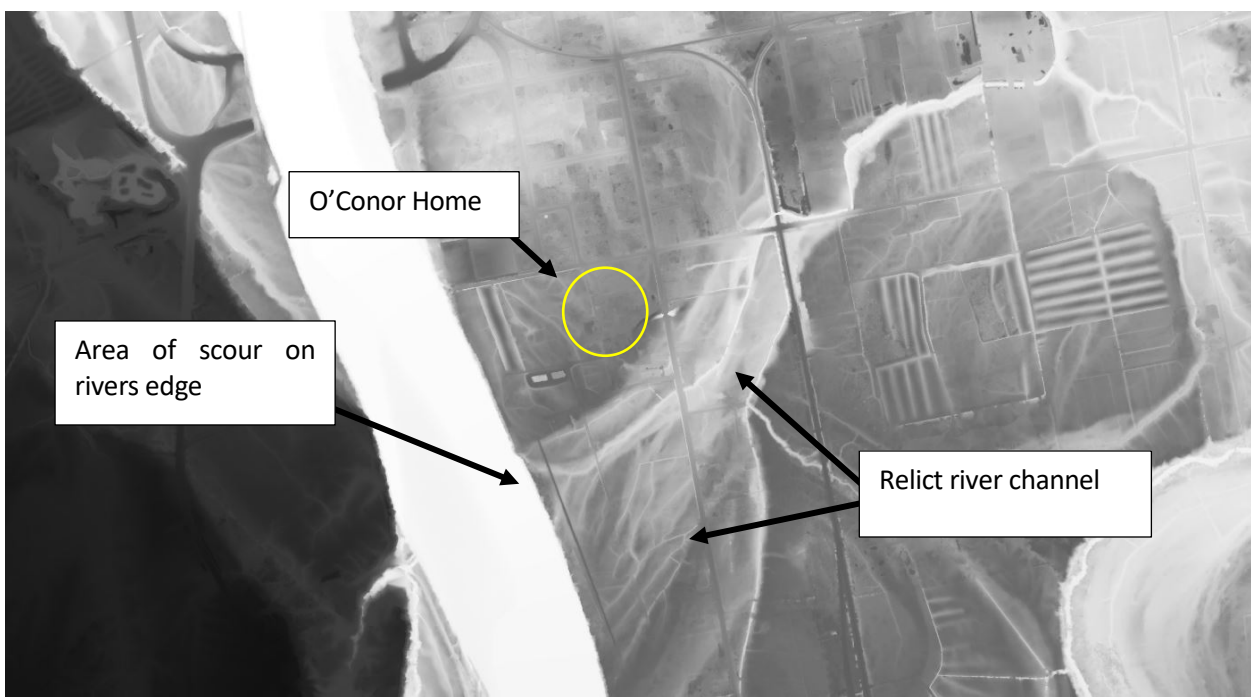 O’Conor Home
Area of scour on
rivers edge
Relict river channel